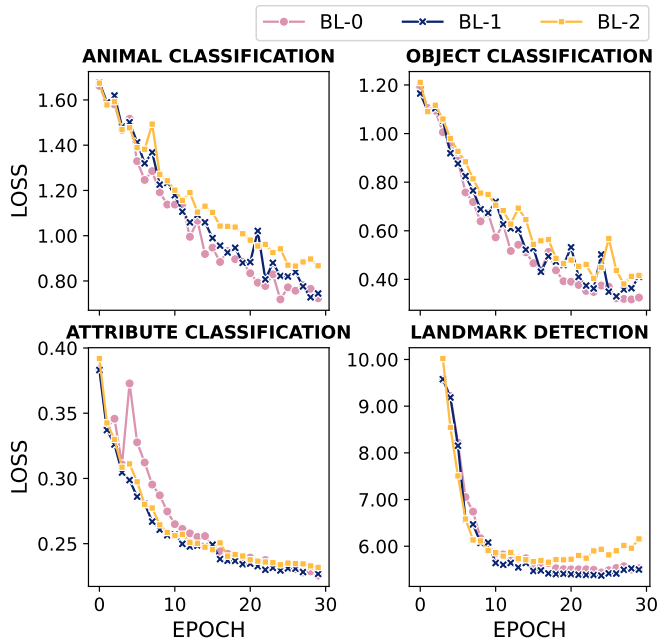 BL-0 BL-1 BL-2
ANIMAL CLASSIFICATION OBJECT CLASSIFICATION
LOSS
1.60
1.40
1.20
1.00
0.80
1.20
1.00
0.80
0.60
0.40
ATTRIBUTE CLASSIFICATION LANDMARK DETECTION
LOSS
0.40
0.35
0.30
0.25
10.00
9.00
8.00
7.00
6.00
0 10 20 30
0 10 20 30
EPOCH EPOCH